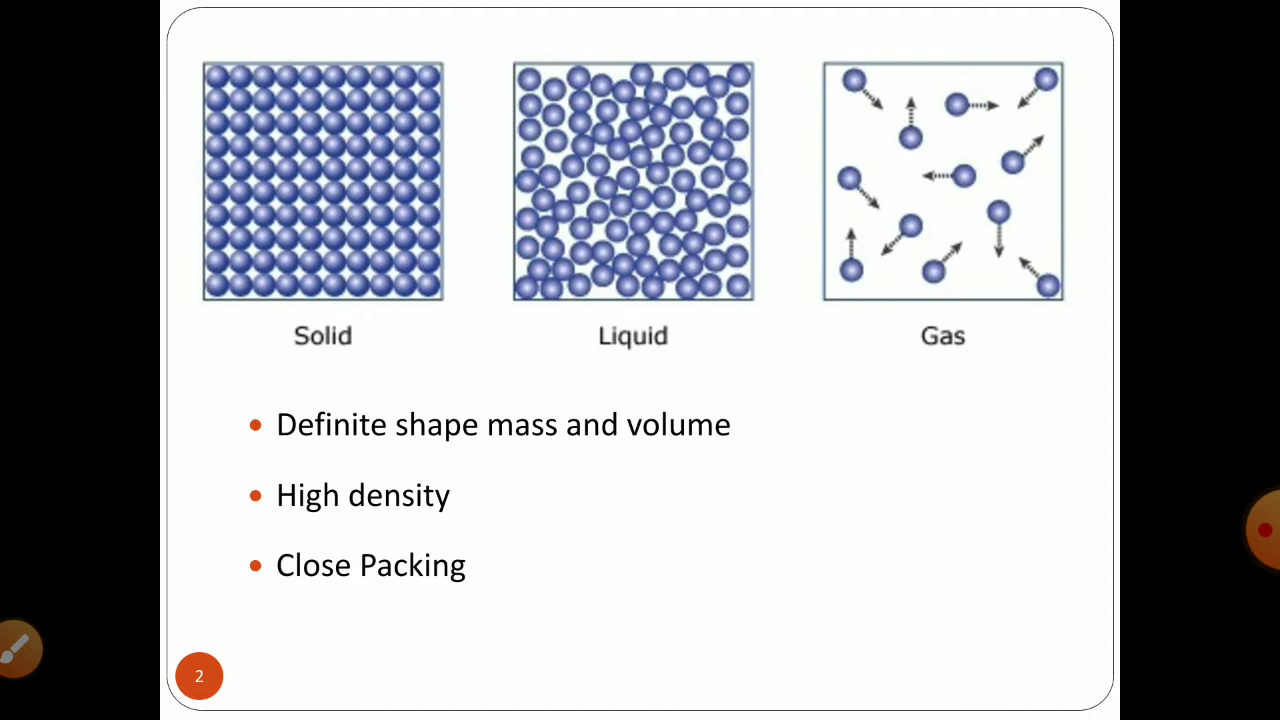 Solid
Liquid
Gas
• Definite shape mass and volume
• High density
• Close Packing
2